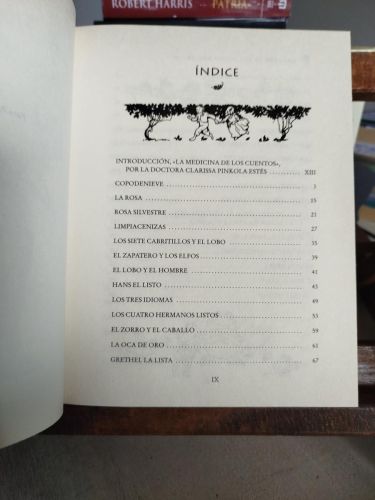 ROBERT HARRIS PATRIA
ÍNDICE
INTRODUCCIÓN, «LA MEDICINA DE LOS CUENTOS»,
POR LA DOCTORA CLARISSA PINKOLA ESTÉS .......... XIII
COPODENIEVE .......... 3
LA ROSA .......... 15
ROSA SILVESTRE .......... 21
LIMPIACENIZAS .......... 27
LOS SIETE CABRITILLOS Y EL LOBO .......... 35
EL ZAPATERO Y LOS ELFOS .......... 39
EL LOBO Y EL HOMBRE .......... 41
HANS EL LISTO .......... 43
LOS TRES IDIOMAS .......... 49
LOS CUATRO HERMANOS LISTOS .......... 53
EL ZORRO Y EL CABALLO .......... 59
LA OCA DE ORO .......... 61
GRETHEL LA LISTA .......... 67
IX